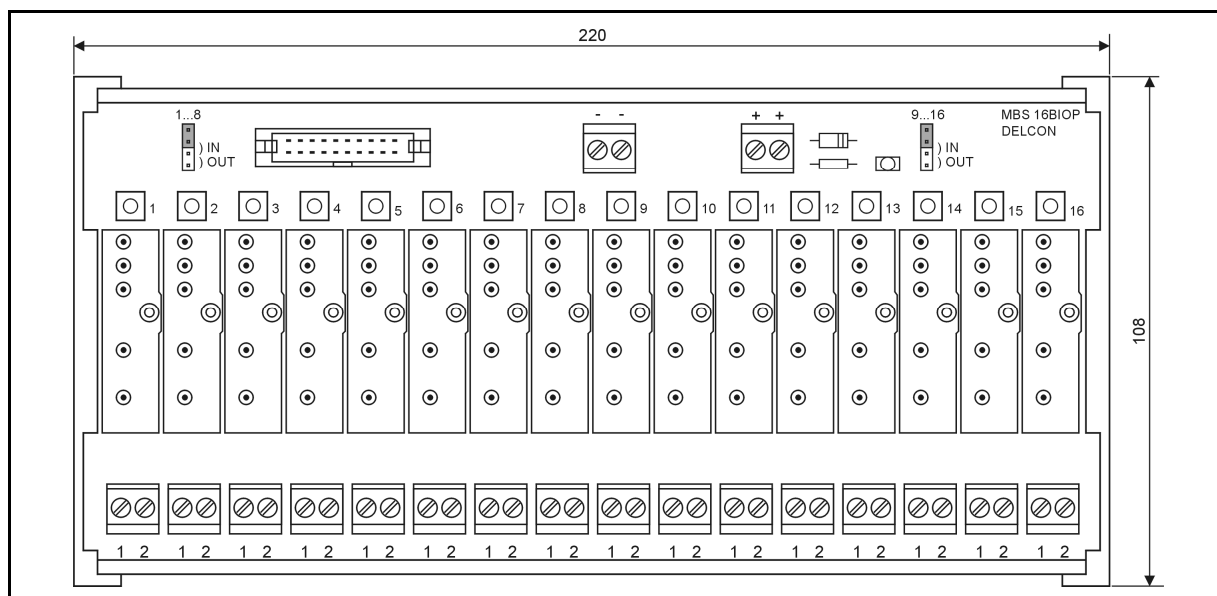 220
1...8
- -
+ +
9...16
MBS 16BIOP
DELCON
) IN
) OUT
) IN
) OUT
1 2 3 4 5 6 7 8 9 10 11 12 13 14 15 16
108
1 2 1 2 1 2 1 2 1 2 1 2 1 2 1 2 1 2 1 2 1 2 1 2 1 2 1 2 1 2 1 2